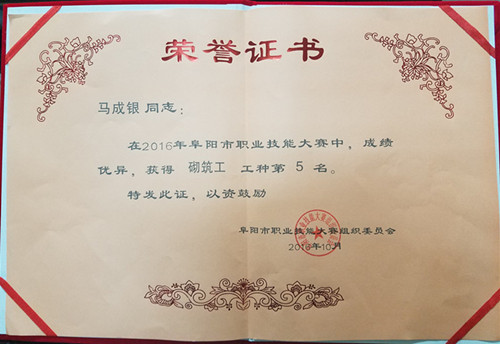 荣誉证书
马成银 同志：
在2016年阜阳市职业技能大赛中，成绩
优异，获得 砌筑工 工种第 5 名。
特发此证，以资鼓励
阜阳市职业技能大赛组织委员会
2016年10月